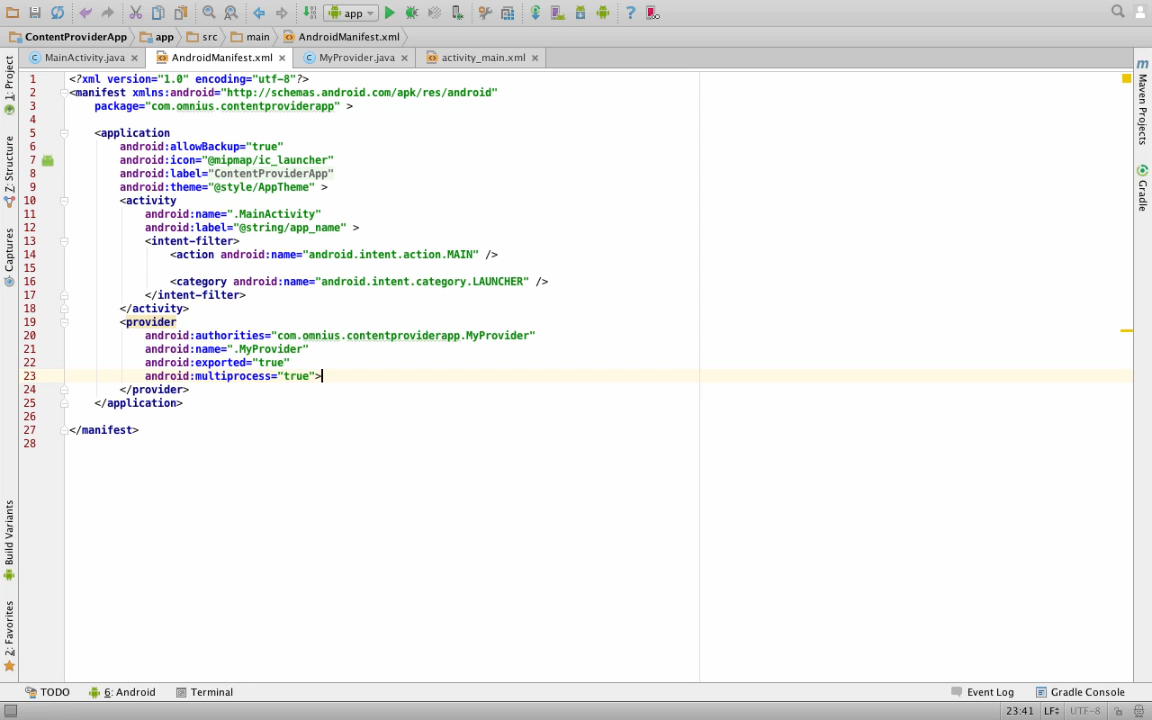 app
ContentProviderApp app src main AndroidManifest.xml
MainActivity.java AndroidManifest.xml MyProvider.java activity_main.xml
1: Project
Z: Structure
Captures
Build Variants
2: Favorites
1 <?xml version="1.0" encoding="utf-8"?>
2 <manifest xmlns:android="http://schemas.android.com/apk/res/android"
3 package="com.omnius.contentproviderapp" >
4
5 <application
6 android:allowBackup="true"
7 android:icon="@mipmap/ic_launcher"
8 android:label="ContentProviderApp"
9 android:theme="@style/AppTheme" >
10 <activity
11 android:name=".MainActivity"
12 android:label="@string/app_name" >
13 <intent-filter>
14 <action android:name="android.intent.action.MAIN" />
15
16 <category android:name="android.intent.category.LAUNCHER" />
17 </intent-filter>
18 </activity>
19 <provider
20 android:authorities="com.omnius.contentproviderapp.MyProvider"
21 android:name=".MyProvider"
22 android:exported="true"
23 android:multiprocess="true">
24 </provider>
25 </application>
26
27 </manifest>
28
m Maven Projects
Gradle
TODO 6: Android Terminal Event Log Gradle Console
23:41 LF UTF-8